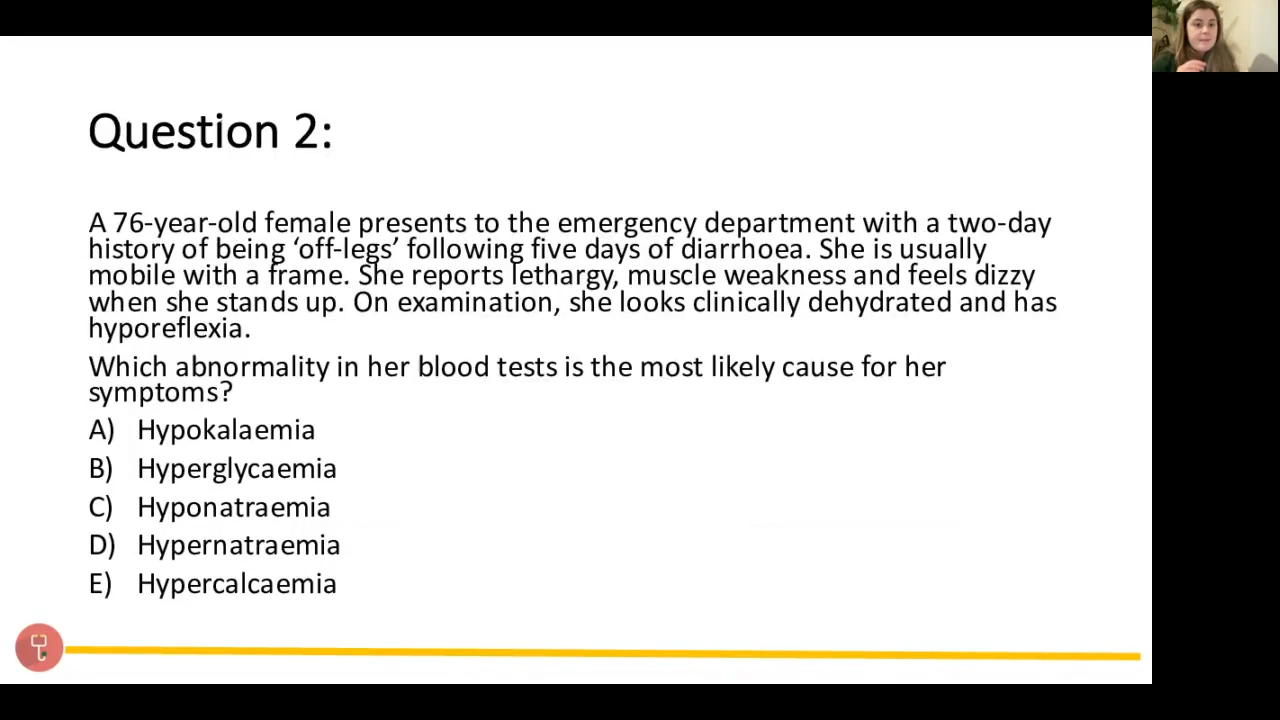 Question 2:
A 76-year-old female presents to the emergency department with a two-day
history of being ‘off-legs’ following five days of diarrhoea. She is usually
mobile with a frame. She reports lethargy, muscle weakness and feels dizzy
when she stands up. On examination, she looks clinically dehydrated and has
hyporeflexia.
Which abnormality in her blood tests is the most likely cause for her
symptoms?
A) Hypokalaemia
B) Hyperglycaemia
C) Hyponatraemia
D) Hypernatraemia
E) Hypercalcaemia